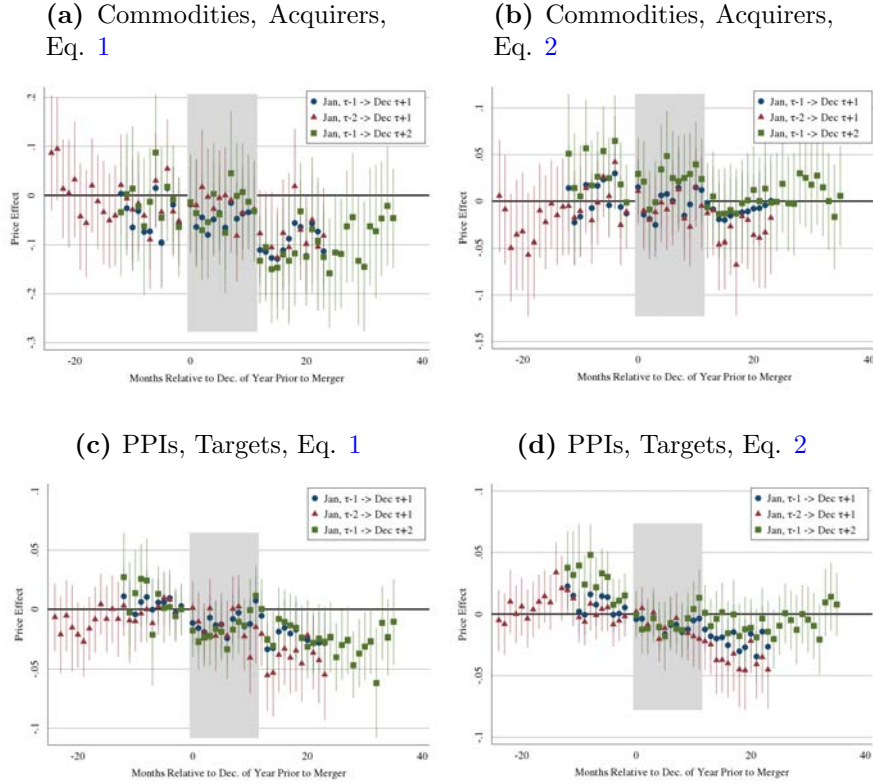 (a) Commodities, Acquirers,
Eq. 1
Jan, τ-1 -> Dec τ+1
Jan, τ-2 -> Dec τ+1
Jan, τ-1 -> Dec τ+2
.2
.1
0
-.1
-.2
-.3
Price Effect
-20
0
20
40
Months Relative to Dec. of Year Prior to Merger
(b) Commodities, Acquirers,
Eq. 2
Jan, τ-1 -> Dec τ+1
Jan, τ-2 -> Dec τ+1
Jan, τ-1 -> Dec τ+2
.1
.05
0
-.05
-.1
-.15
Price Effect
-20
0
20
40
Months Relative to Dec. of Year Prior to Merger
(c) PPIs, Targets, Eq. 1
Jan, τ-1 -> Dec τ+1
Jan, τ-2 -> Dec τ+1
Jan, τ-1 -> Dec τ+2
.1
.05
0
-.05
-.1
Price Effect
-20
0
20
40
Months Relative to Dec. of Year Prior to Merger
(d) PPIs, Targets, Eq. 2
Jan, τ-1 -> Dec τ+1
Jan, τ-2 -> Dec τ+1
Jan, τ-1 -> Dec τ+2
.1
.05
0
-.05
-.1
Price Effect
-20
0
20
40
Months Relative to Dec. of Year Prior to Merger